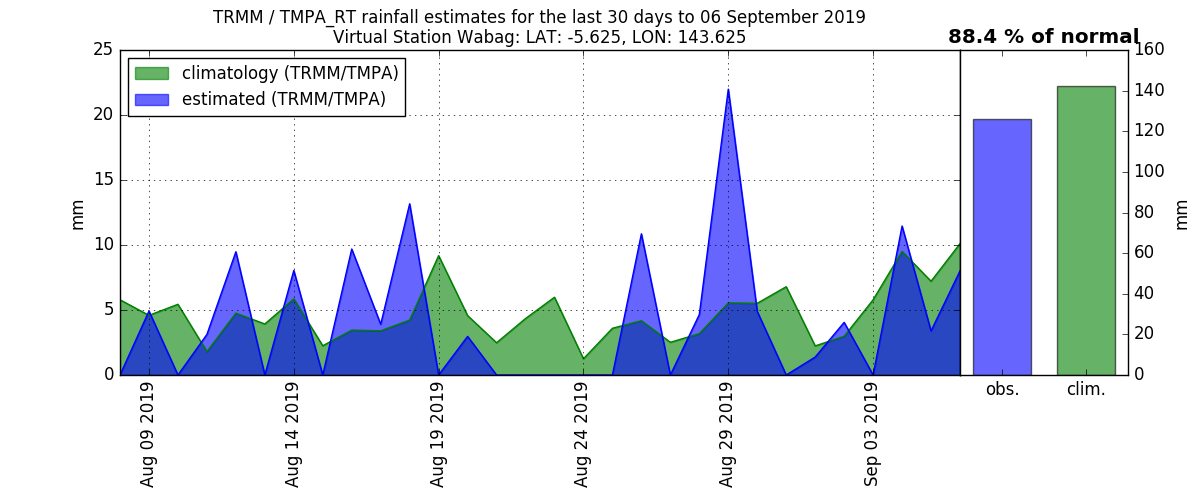 TRMM / TMPA_RT rainfall estimates for the last 30 days to 06 September 2019
Virtual Station Wabag: LAT: -5.625, LON: 143.625
88.4 % of normal
climatology (TRMM/TMPA)
estimated (TRMM/TMPA)
25
20
15
10
5
0
mm
Aug 09 2019
Aug 14 2019
Aug 19 2019
Aug 24 2019
Aug 29 2019
Sep 03 2019
160
140
120
100
80
60
40
20
0
mm
obs.
clim.